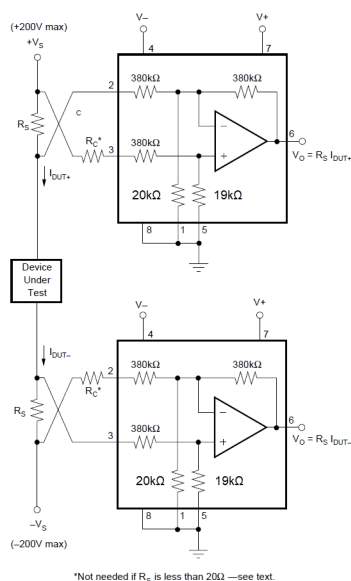 (+200V max)
+VS
V–
V+
4
7
380kΩ
380kΩ
2
RS
C
RC*
3
380kΩ
–
+
6
VO = RS IDUT+
IDUT+
20kΩ
19kΩ
8
1
5
Device
Under
Test
V–
V+
4
7
IDUT–
2
380kΩ
380kΩ
RS
RC*
3
380kΩ
–
+
6
VO = RS IDUT–
20kΩ
19kΩ
8
1
5
–VS
(–200V max)
*Not needed if RS is less than 20Ω —see text.